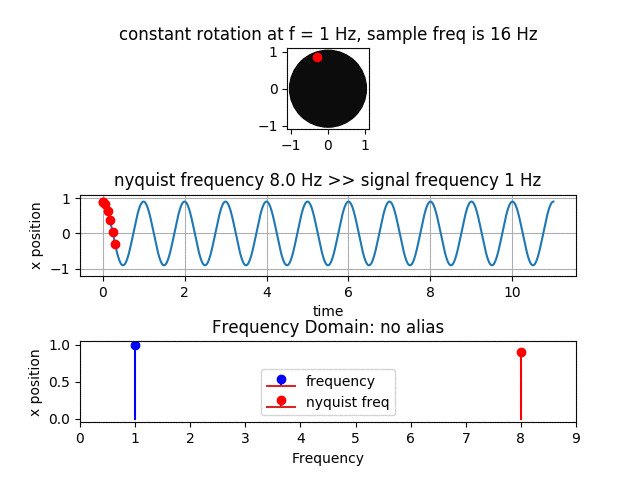 constant rotation at f = 1 Hz, sample freq is 16 Hz
1
0
−1
−1 0 1
nyquist frequency 8.0 Hz >> signal frequency 1 Hz
x position
1
0
−1
0 2 4 6 8 10
time
Frequency Domain: no alias
x position
1.0
0.5
0.0
frequency
nyquist freq
0 1 2 3 4 5 6 7 8 9
Frequency